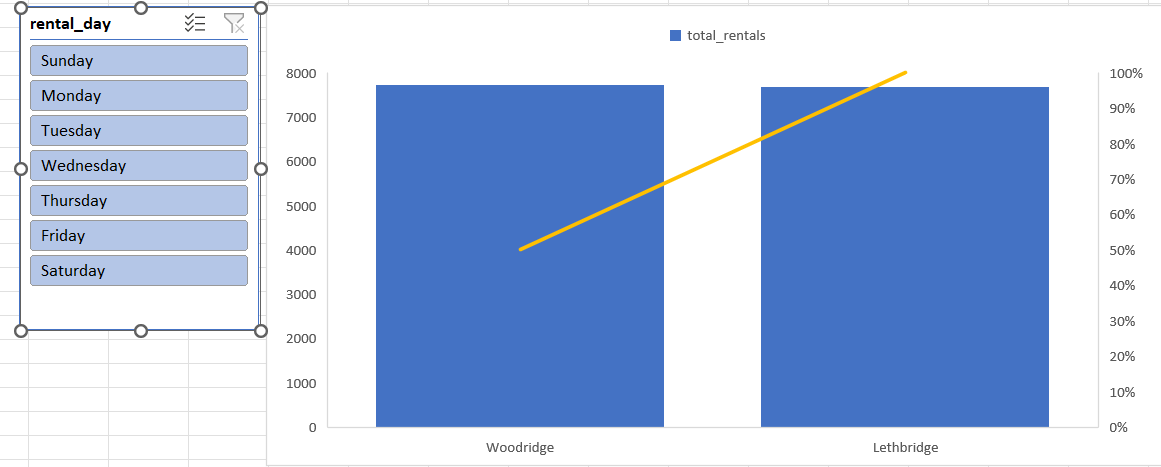 rental_day
Sunday
Monday
Tuesday
Wednesday
Thursday
Friday
Saturday
total_rentals
8000
7000
6000
5000
4000
3000
2000
1000
0
100%
90%
80%
70%
60%
50%
40%
30%
20%
10%
0%
Woodridge Lethbridge